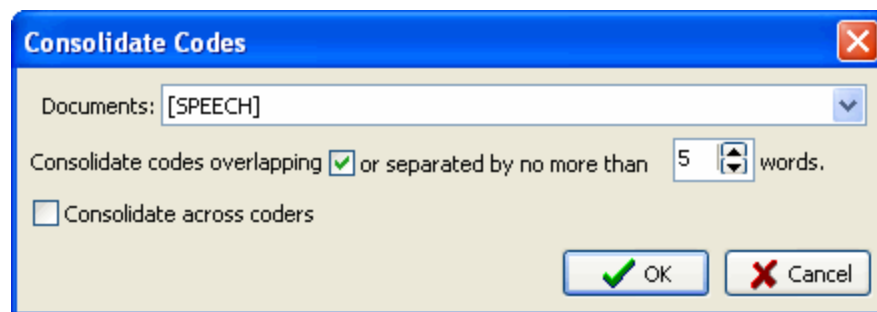 Consolidate Codes
Documents: [SPEECH]
Consolidate codes overlapping or separated by no more than 5 words.
Consolidate across coders
OK Cancel